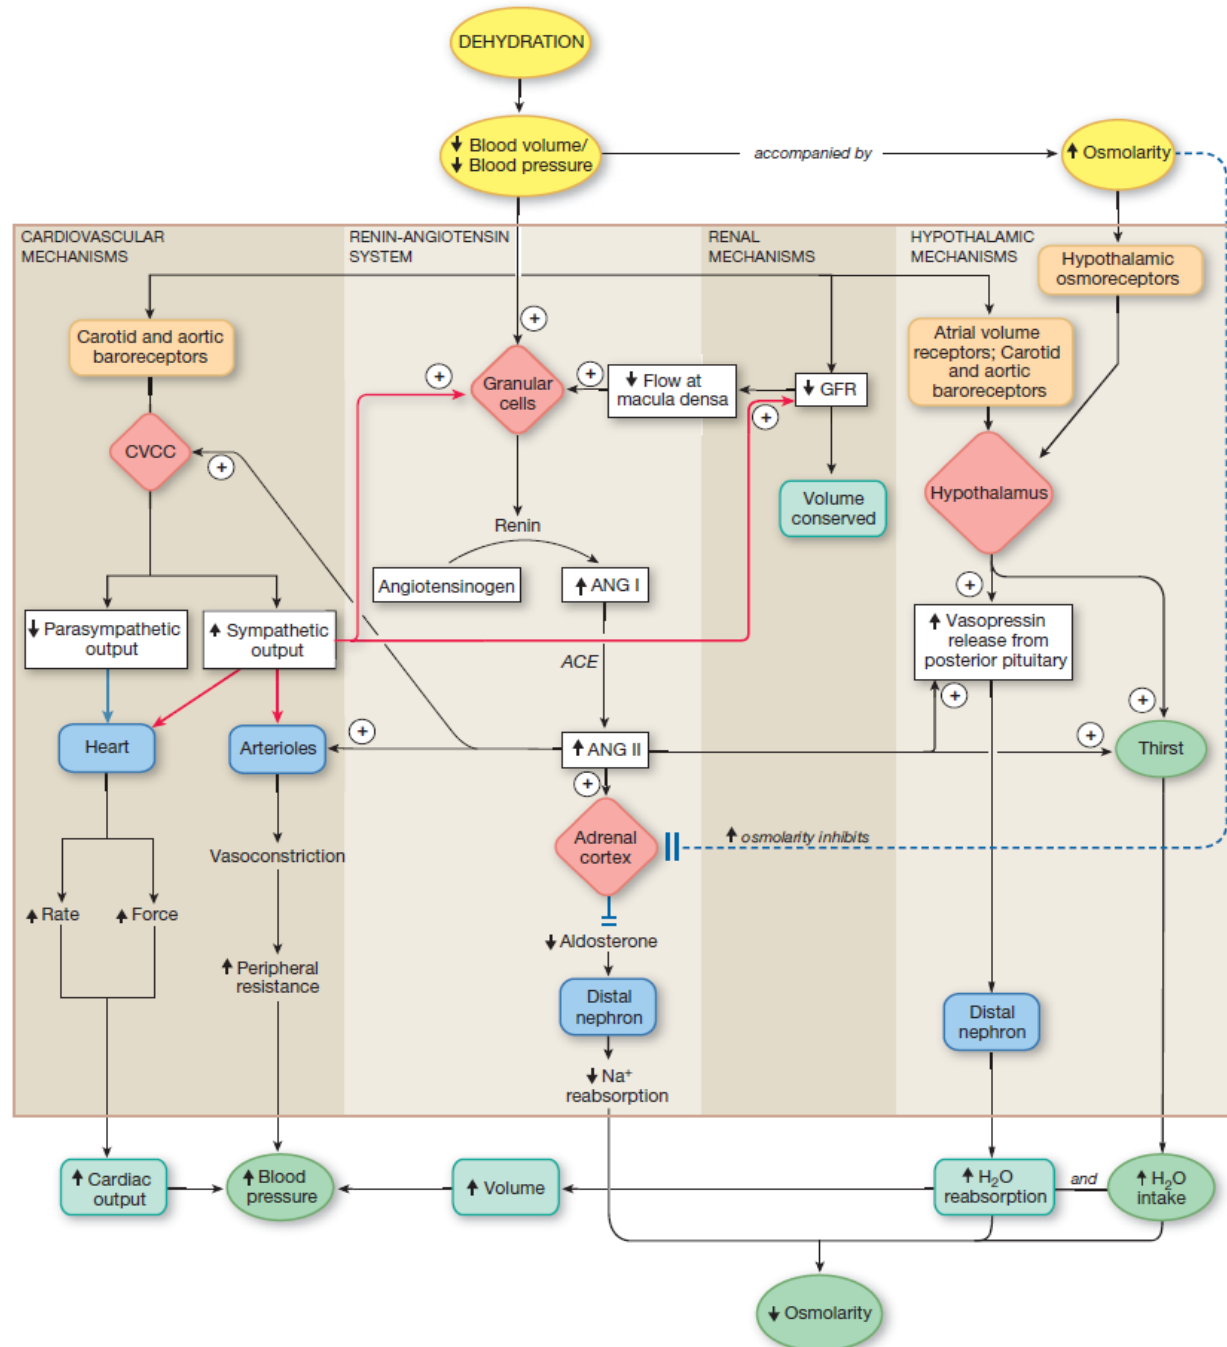 DEHYDRATION
↓ Blood volume/
↓ Blood pressure
accompanied by
↑ Osmolarity
CARDIOVASCULAR
MECHANISMS
RENIN-ANGIOTENSIN
SYSTEM
RENAL
MECHANISMS
HYPOTHALAMIC
MECHANISMS
Hypothalamic
osmoreceptors
+
Carotid and aortic
baroreceptors
Atrial volume
receptors; Carotid
and aortic
baroreceptors
+
Granular
cells
+
↓ Flow at
macula densa
↓ GFR
+
CVCC
+
Volume
conserved
Hypothalamus
Renin
Angiotensinogen
↑ ANG I
+
↓ Parasympathetic
output
↑ Sympathetic
output
↑ Vasopressin
release from
posterior pituitary
ACE
+
+
Heart
Arterioles
+
↑ ANG II
+
Thirst
+
Adrenal
cortex
↑ osmolarity inhibits
Vasoconstriction
↑ Rate
↑ Force
↓ Aldosterone
↑ Peripheral
resistance
Distal
nephron
Distal
nephron
↓ Na⁺
reabsorption
↑ Cardiac
output
↑ Blood
pressure
↑ Volume
↑ H₂O
reabsorption
and
↑ H₂O
intake
↓ Osmolarity